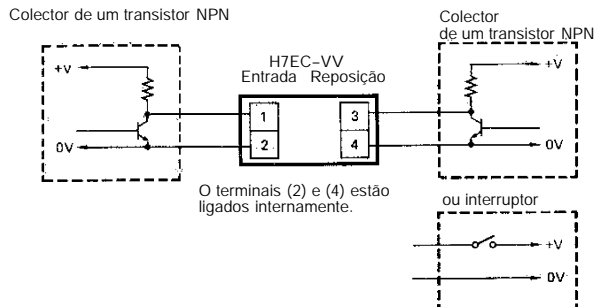 Colector de um transistor NPN
+V
0V
H7EC-VV
Entrada Reposição
1
2
3
4
O terminais (2) e (4) estão
ligados internamente.
Colector
de um transistor NPN
+V
0V
ou interruptor
+V
0V